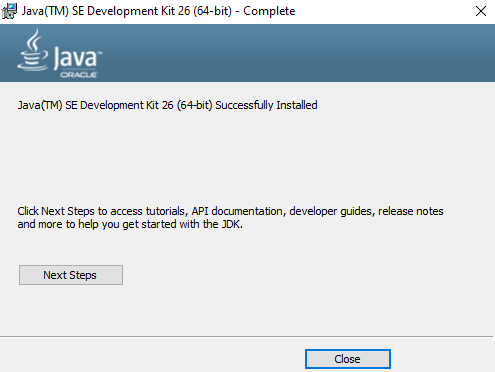 Java(TM) SE Development Kit 26 (64-bit) - Complete
Java™
ORACLE
Java(TM) SE Development Kit 26 (64-bit) Successfully Installed
Click Next Steps to access tutorials, API documentation, developer guides, release notes
and more to help you get started with the JDK.
Next Steps
Close